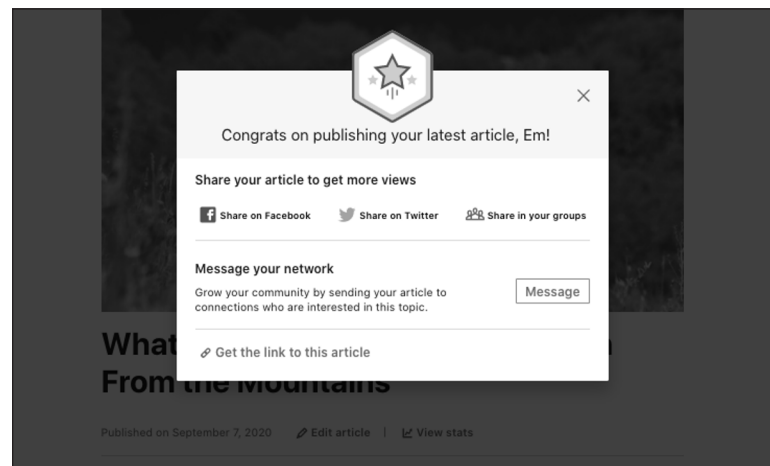 Congrats on publishing your latest article, Em!
Share your article to get more views
Share on Facebook
Share on Twitter
Share in your groups
Message your network
Grow your community by sending your article to
connections who are interested in this topic.
Message
Get the link to this article
What
From the Mountains
Published on September 7, 2020
Edit article | View stats